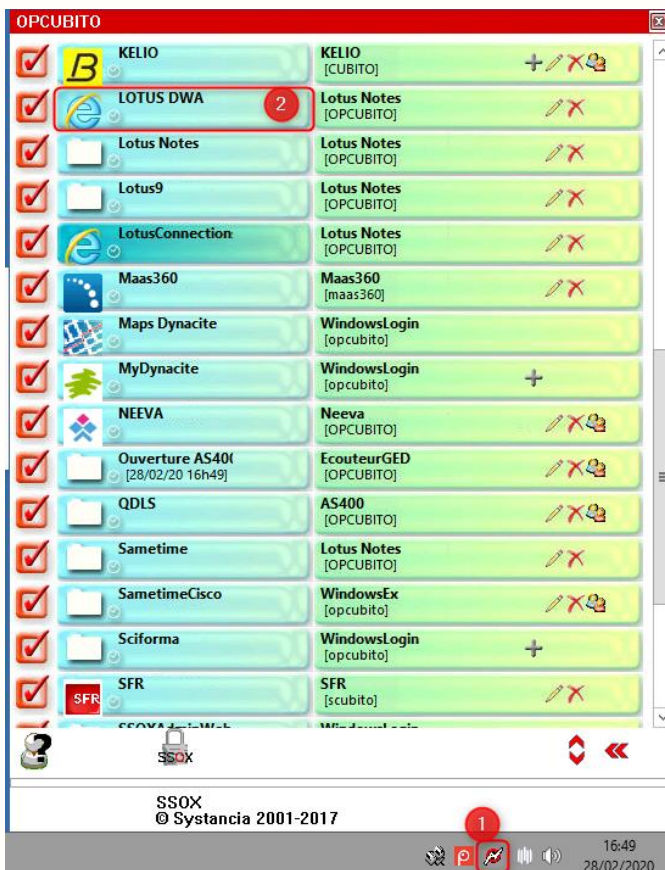 OPCUBITO
KELIO
KELIO
[CUBITO]
B
LOTUS DWA
2
Lotus Notes
[OPCUBITO]
Lotus Notes
Lotus Notes
[OPCUBITO]
Lotus9
Lotus Notes
[OPCUBITO]
LotusConnection
Lotus Notes
[OPCUBITO]
Maas360
Maas360
[maas360]
Maps Dynacite
WindowsLogin
[opcubito]
MyDynacite
WindowsLogin
[opcubito]
NEEVA
Neeva
[OPCUBITO]
Ouverture AS40
[28/02/20 16h49]
EcouteurGED
[OPCUBITO]
QDLS
AS400
[OPCUBITO]
Sametime
Lotus Notes
[OPCUBITO]
SametimeCisco
WindowsEx
[opcubito]
Sciforma
WindowsLogin
[opcubito]
SFR
SFR
SFR
[scubito]
SSOX
SSOX
© Systancia 2001-2017
1
16:49
28/02/2020